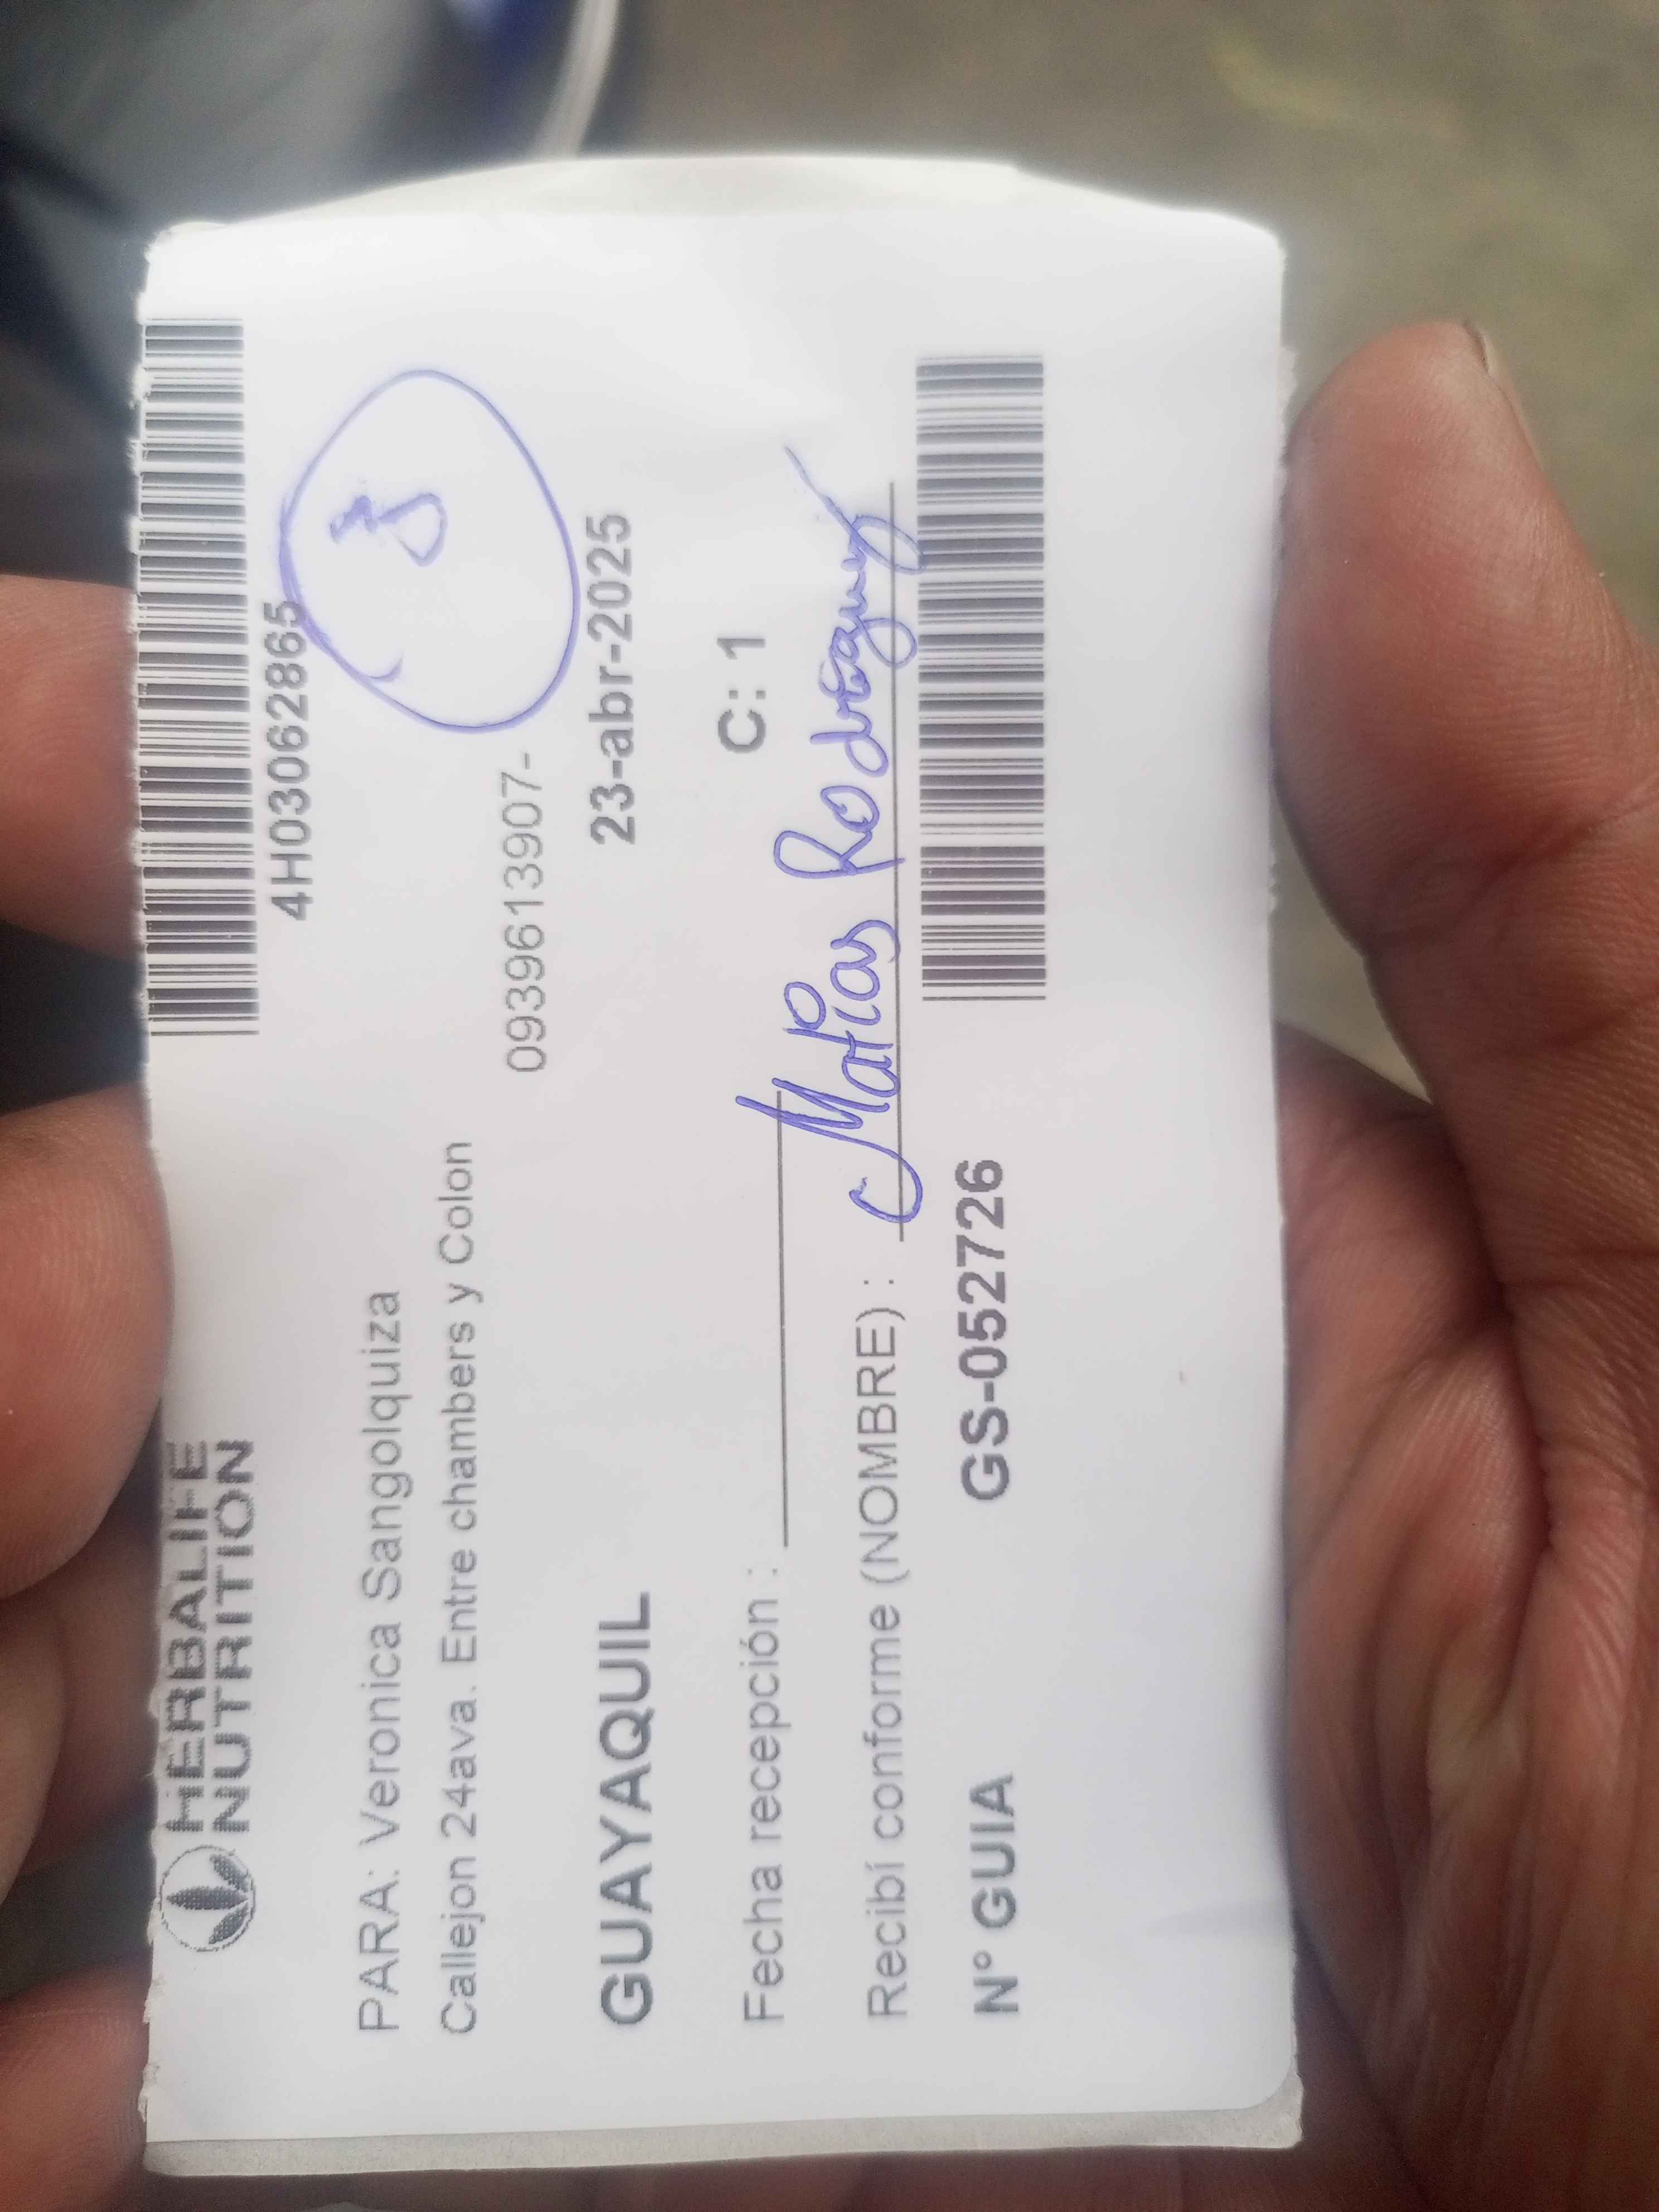 HERBALIFE
NUTRITION
4H03062865
PARA: Veronica Sangolquiza
Callejon 24ava. Entre chambers y Colon
0939613907-
GUAYAQUIL
23-abr-2025
Fecha recepción :
C: 1
Recibí conforme (NOMBRE) : Matias Rodriguez
N° GUIA GS-052726